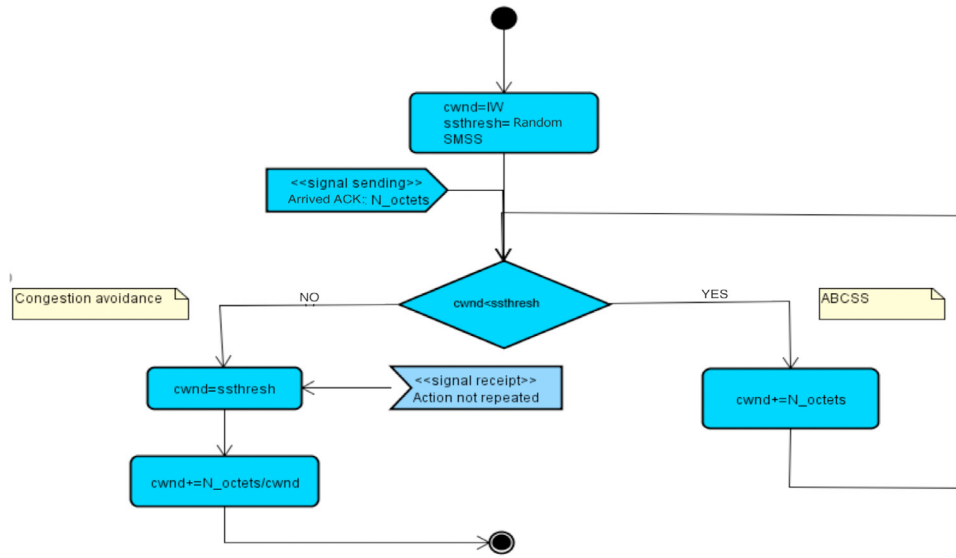 cwnd=IW
ssthresh= Random
SMSS
<<signal sending>>
Arrived ACK:: N_octets
)
Congestion avoidance
NO
cwnd<ssthresh
YES
ABCSS
cwnd=ssthresh
<<signal receipt>>
Action not repeated
cwnd+=N_octets
cwnd+=N_octets/cwnd